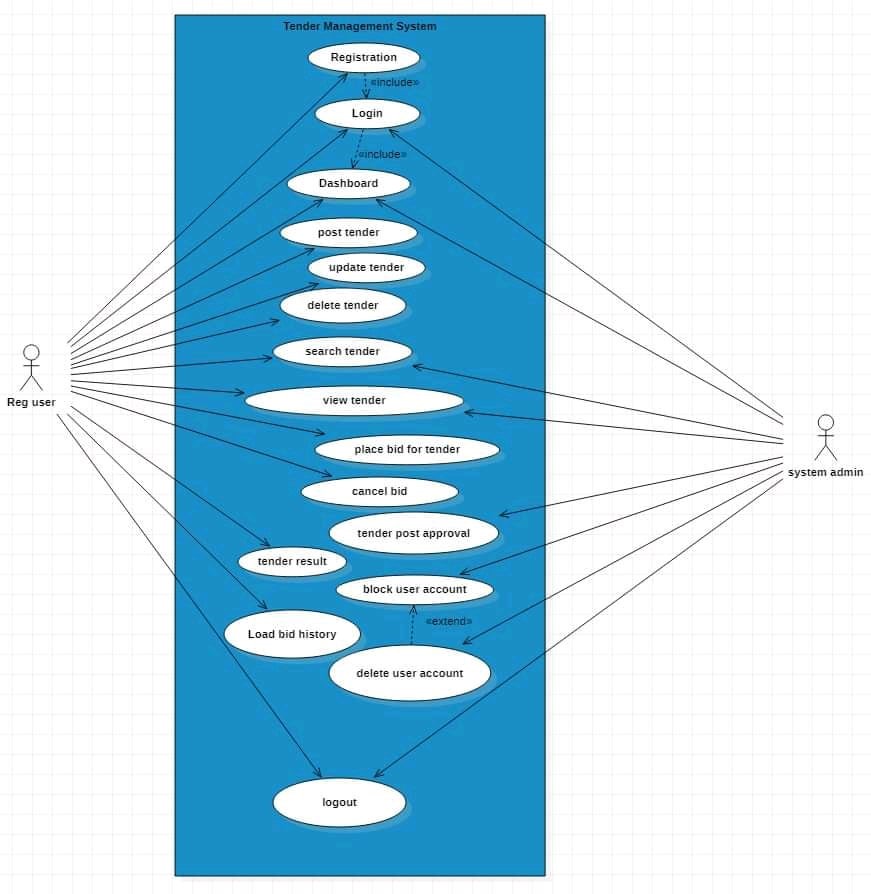 Tender Management System
Registration
«include»
Login
«include»
Dashboard
post tender
update tender
delete tender
search tender
Reg user
view tender
place bid for tender
system admin
cancel bid
tender post approval
tender result
block user account
«extend»
Load bid history
delete user account
logout